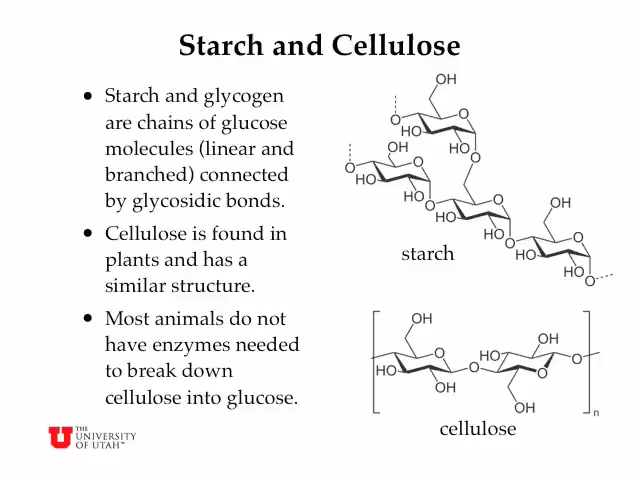 Starch and Cellulose
• Starch and glycogen
are chains of glucose
molecules (linear and
branched) connected
by glycosidic bonds.
• Cellulose is found in
plants and has a
similar structure.
• Most animals do not
have enzymes needed
to break down
cellulose into glucose.
OH
O
O
HO
HO
O
OH
O
O
HO
HO
O
O
HO
HO
O
OH
O
HO
HO
O
starch
OH
O
HO
OH
O
HO
OH
O
O
OH
n
cellulose
U THE
UNIVERSITY
OF UTAH™